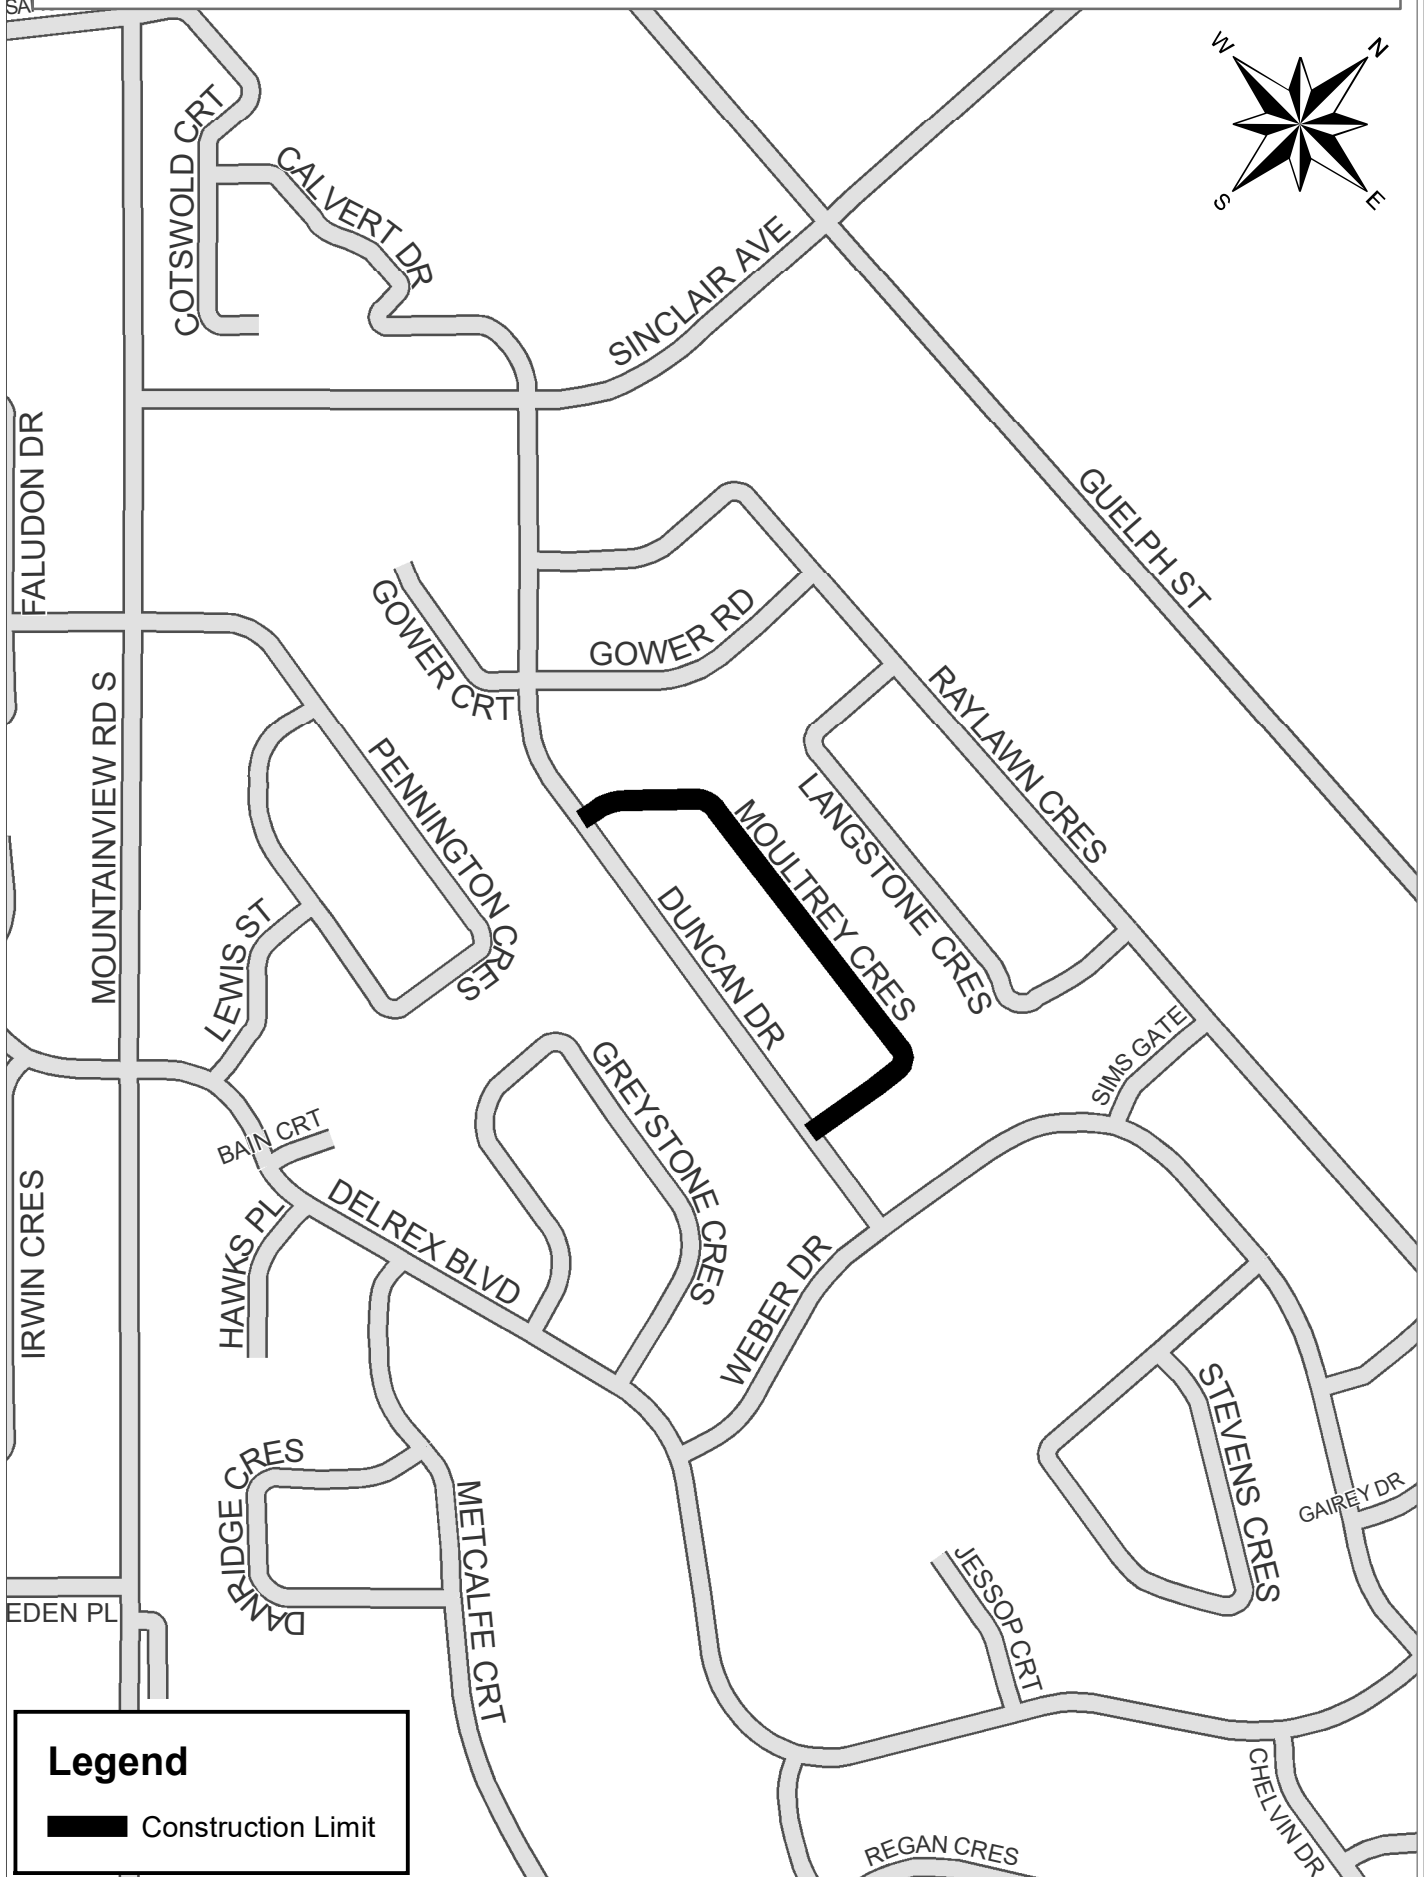 W
N
S
E
COTSWOLD CRT
CALVERT DR
SINCLAIR AVE
FALUDON DR
GUELPH ST
GOWER CRT
GOWER RD
MOUNTAINVIEW RD S
RAYLAWN CRES
PENNINGTON CRES
MOULTREY CRES
LANGSTONE CRES
DUNCAN DR
LEWIS ST
SIMS GATE
GREYSTONE CRES
BAIN CRT
IRWIN CRES
HAWKS PL
DELREX BLVD
WEBER DR
STEVENS CRES
DANRIDGE CRES
METCALFE CRT
GAIREY DR
JESSOP CRT
EDEN PL
CHELVIN DR
REGAN CRES
Legend
Construction Limit